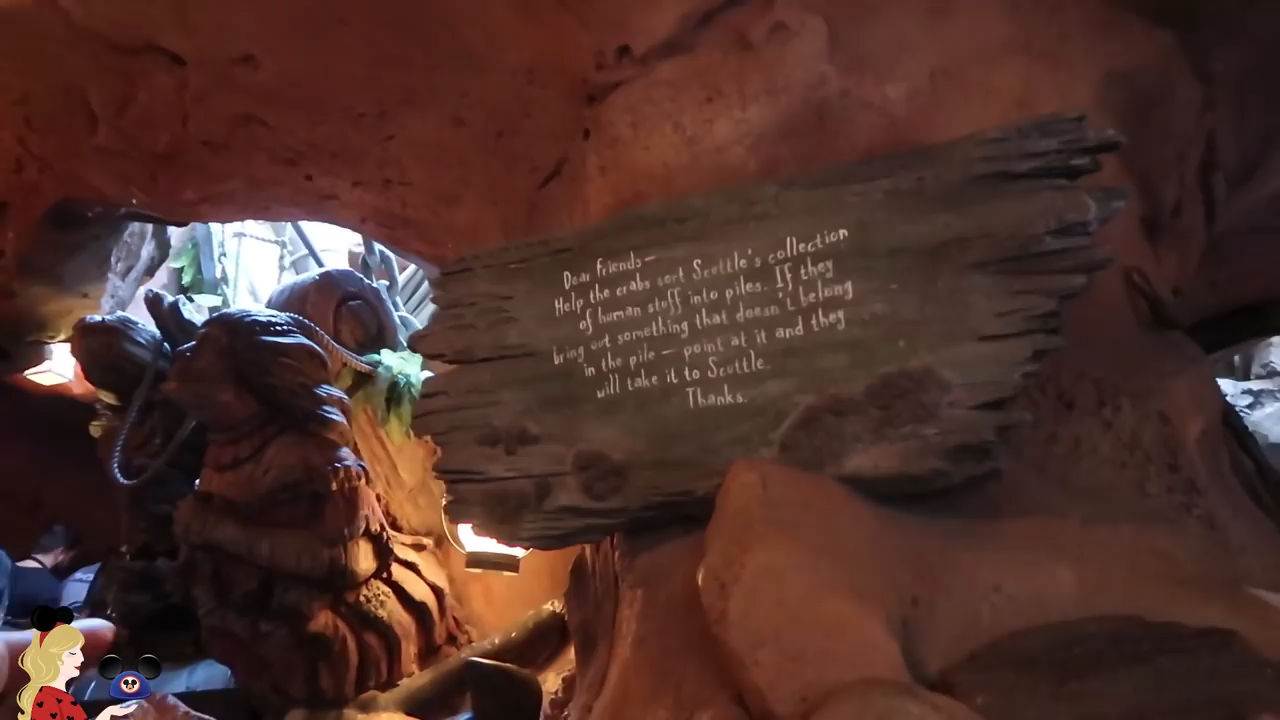 Dear Friends—
Help the crabs sort Scuttle's collection
of human stuff into piles. If they
bring out something that doesn't belong
in the pile — point at it and they
will take it to Scuttle.
Thanks.